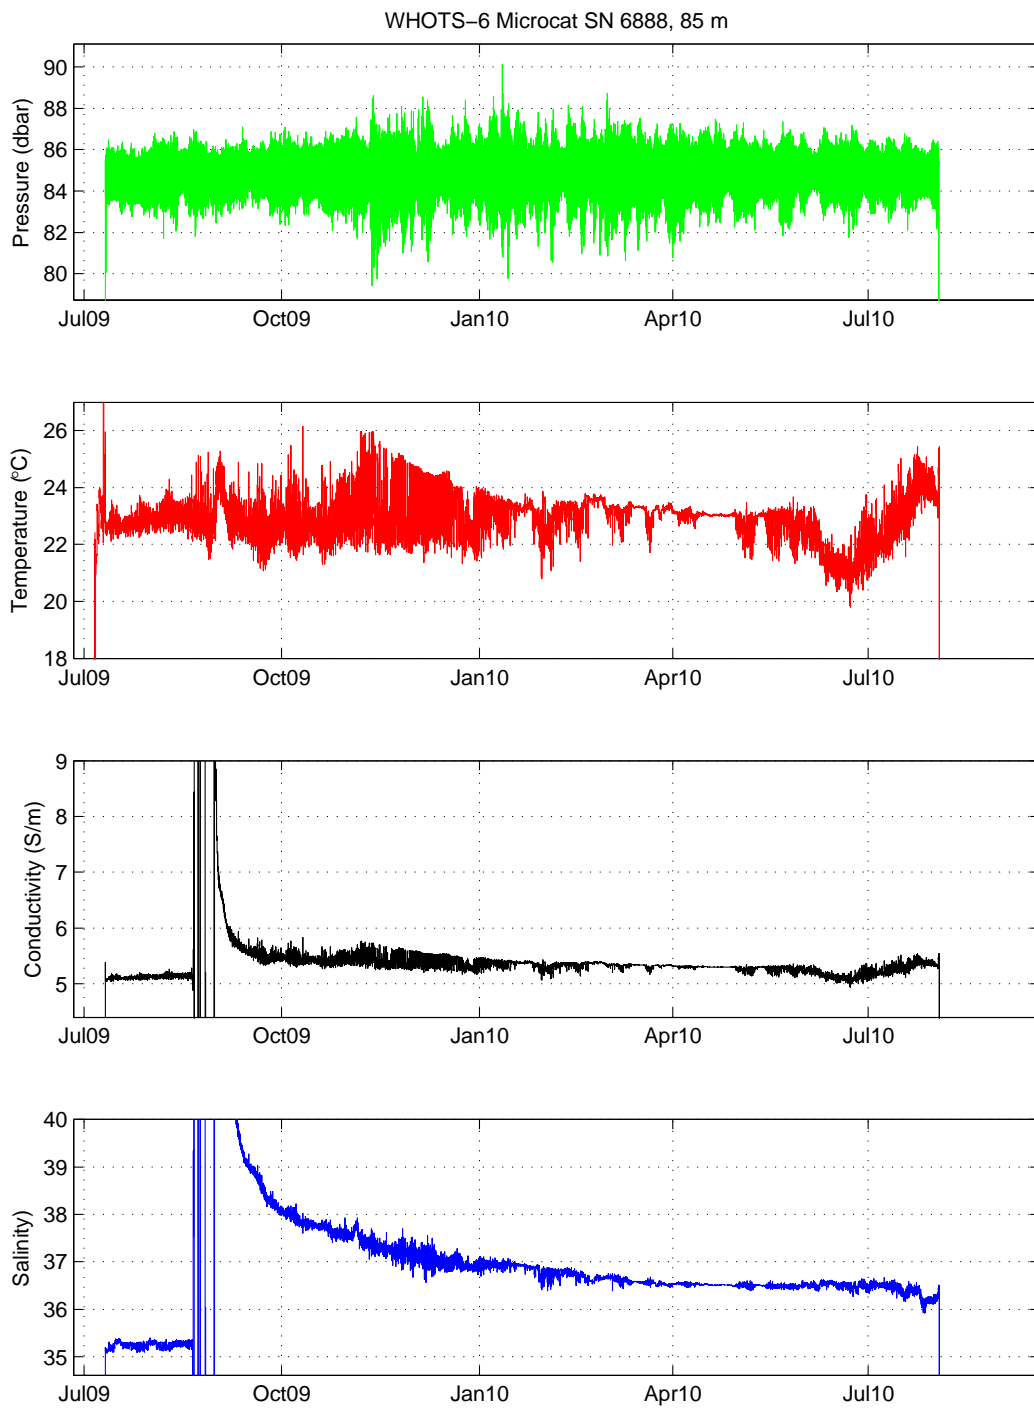 WHOTS−6 Microcat SN 6888, 85 m
90
88
86
84
82
80
Pressure (dbar)
Jul09 Oct09 Jan10 Apr10 Jul10
26
24
22
20
18
Temperature (°C)
Jul09 Oct09 Jan10 Apr10 Jul10
9
8
7
6
5
Conductivity (S/m)
Jul09 Oct09 Jan10 Apr10 Jul10
40
39
38
37
36
35
Salinity)
Jul09 Oct09 Jan10 Apr10 Jul10